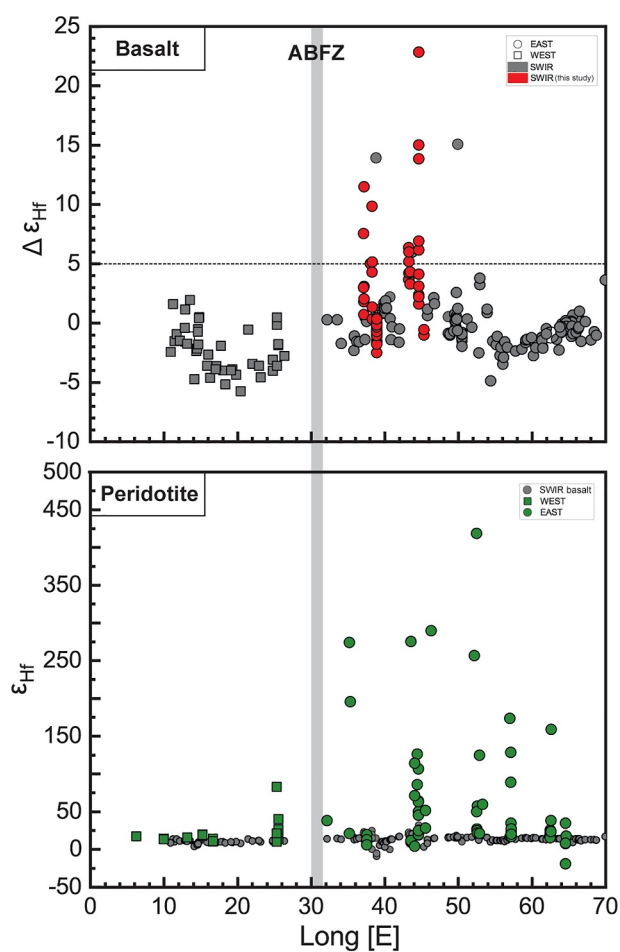 25
20
15
10
5
0
-5
-10
Δ εHf
Basalt
ABFZ
EAST
WEST
SWIR
SWIR (this study)
500
450
350
250
150
50
0
-50
εHf
Peridotite
SWIR basalt
WEST
EAST
0 10 20 30 40 50 60 70
Long [E]